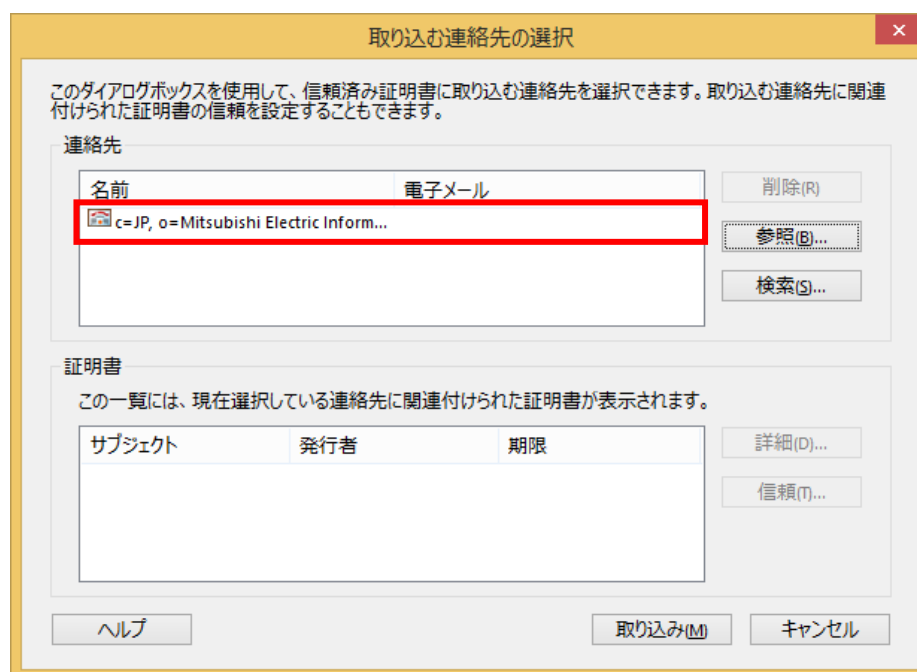 取り込む連絡先の選択
このダイアログボックスを使用して、信頼済み証明書に取り込む連絡先を選択できます。取り込む連絡先に関連
付けられた証明書の信頼を設定することもできます。
連絡先
名前 電子メール
c=JP, o=Mitsubishi Electric Inform...
削除(R)
参照(B)...
検索(S)...
証明書
この一覧には、現在選択している連絡先に関連付けられた証明書が表示されます。
サブジェクト 発行者 期限
詳細(D)...
信頼(T)...
ヘルプ 取り込み(M) キャンセル